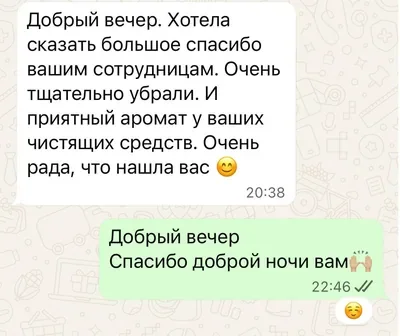 Добрый вечер. Хотела
сказать большое спасибо
вашим сотрудницам. Очень
тщательно убрали. И
приятный аромат у ваших
чистящих средств. Очень
рада, что нашла вас 😊
20:38
Добрый вечер
Спасибо доброй ночи вам🙌🏼
22:46